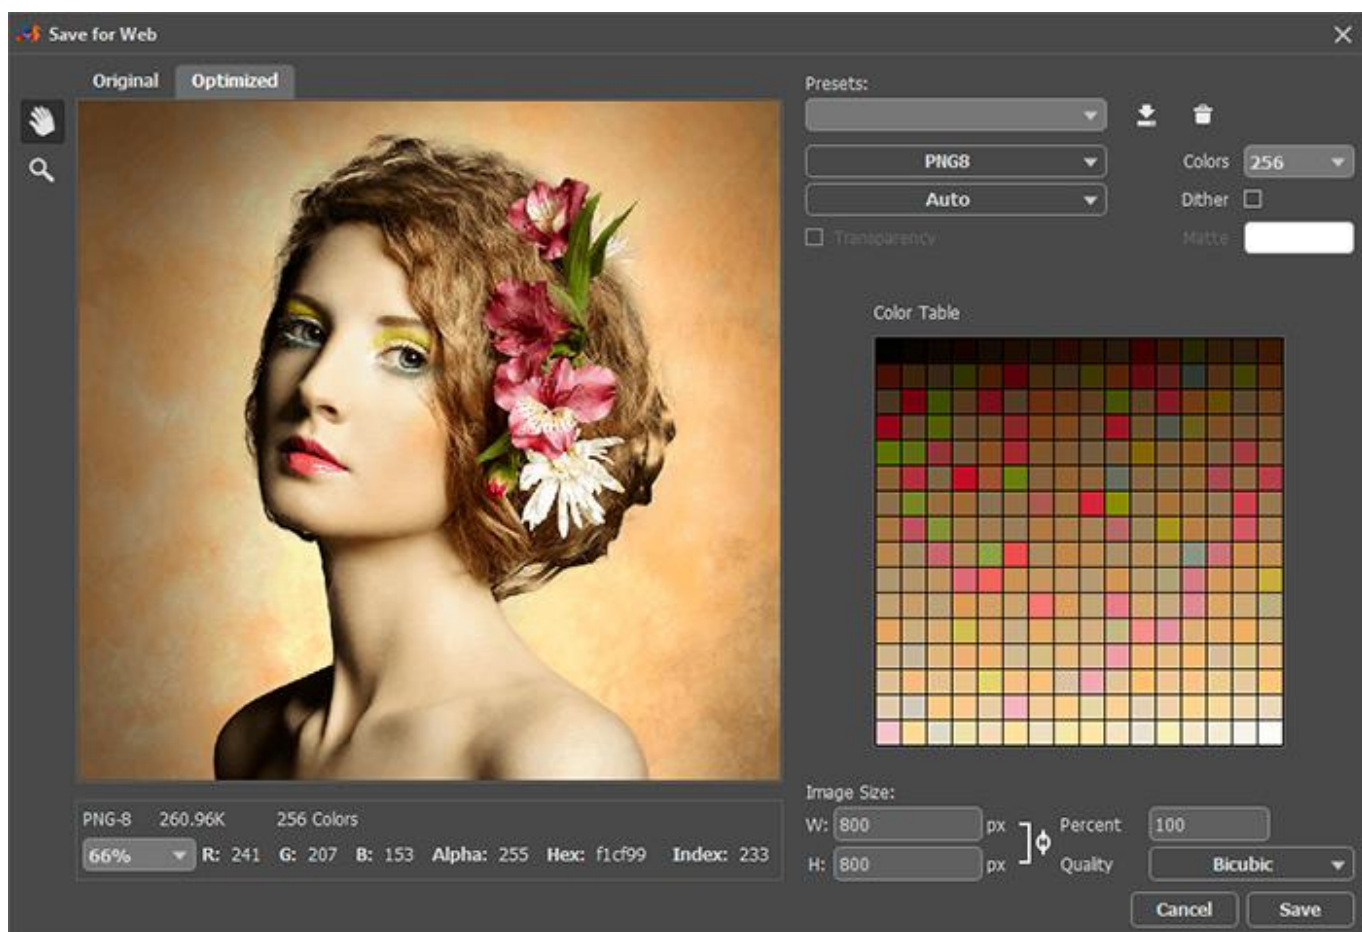 Save for Web
Original Optimized
Presets:
PNG8
Colors 256
Auto
Dither
Transparency
Matte
Color Table
Image Size:
W: 800 px
Percent 100
H: 800 px
Quality Bicubic
PNG-8 260.96K 256 Colors
66% R: 241 G: 207 B: 153 Alpha: 255 Hex: f1cf99 Index: 233
Cancel Save